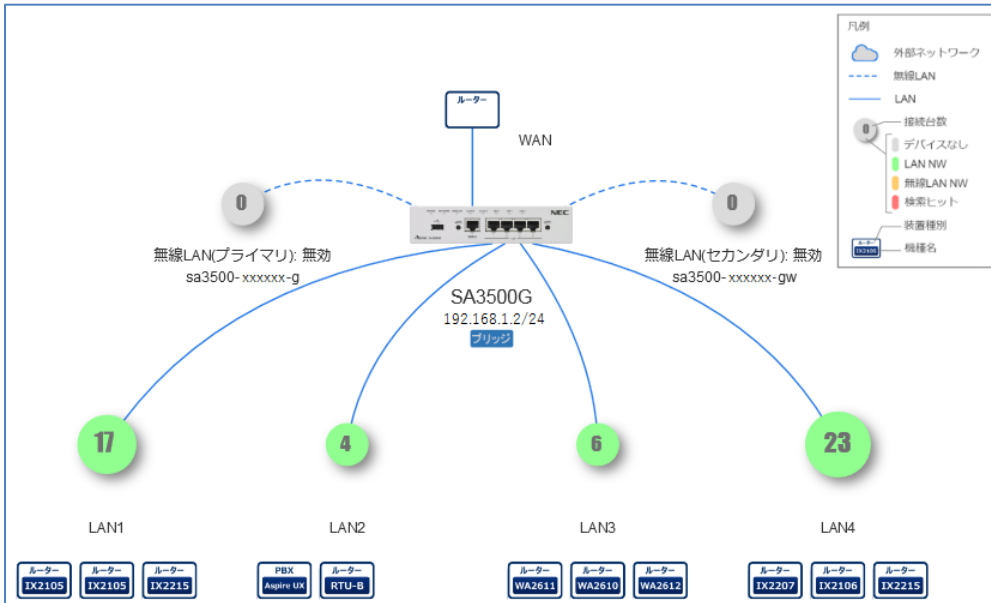 凡例
外部ネットワーク
無線LAN
LAN
0
接続台数
デバイスなし
LAN NW
無線LAN NW
検索ヒット
装置種別
ルーター
機種名
ルーター
WAN
0
0
NEC
無線LAN(プライマリ): 無効
sa3500-xxxxxx-g
無線LAN(セカンダリ): 無効
sa3500-xxxxxx-gw
SA3500G
192.168.1.2/24
ブリッジ
17
4
6
23
LAN1
LAN2
LAN3
LAN4
ルーター
IX2105
ルーター
IX2105
ルーター
IX2215
PBX
Aspire UX
ルーター
RTU-B
ルーター
WA2611
ルーター
WA2610
ルーター
WA2612
ルーター
IX2207
ルーター
IX2106
ルーター
IX2215